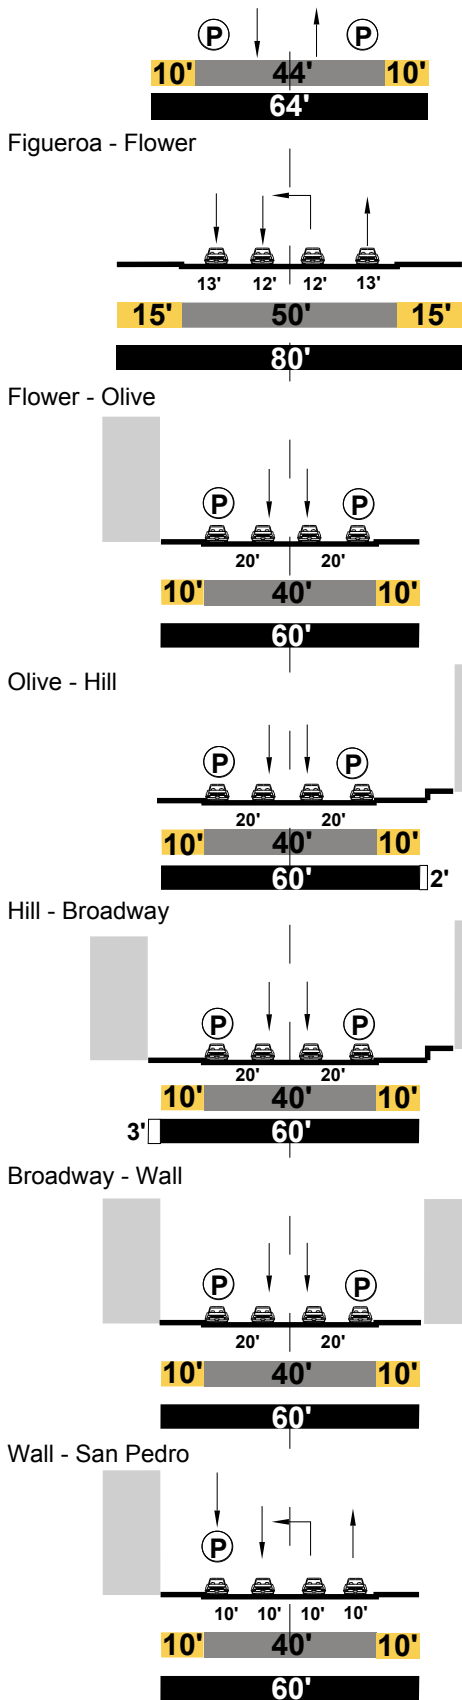 P P
10' 44' 10'
64'
Figueroa - Flower
13' 12' 12' 13'
15' 50' 15'
80'
Flower - Olive
P P
20' 20'
10' 40' 10'
60'
Olive - Hill
P P
20' 20'
10' 40' 10'
60' 2'
Hill - Broadway
P P
20' 20'
10' 40' 10'
3' 60'
Broadway - Wall
P P
20' 20'
10' 40' 10'
60'
Wall - San Pedro
P
10' 10' 10' 10'
10' 40' 10'
60'